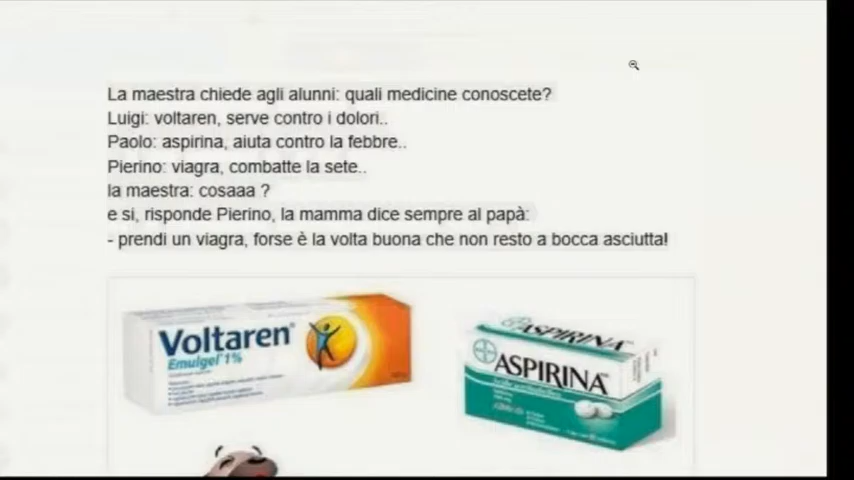 La maestra chiede agli alunni: quali medicine conoscete?
Luigi: voltaren, serve contro i dolori..
Paolo: aspirina, aiuta contro la febbre..
Pierino: viagra, combatte la sete..
la maestra: cosaaa ?
e si, risponde Pierino, la mamma dice sempre al papà:
- prendi un viagra, forse è la volta buona che non resto a bocca asciutta!
Voltaren
Emulgel 1%
ASPIRINA
ASPIRINA